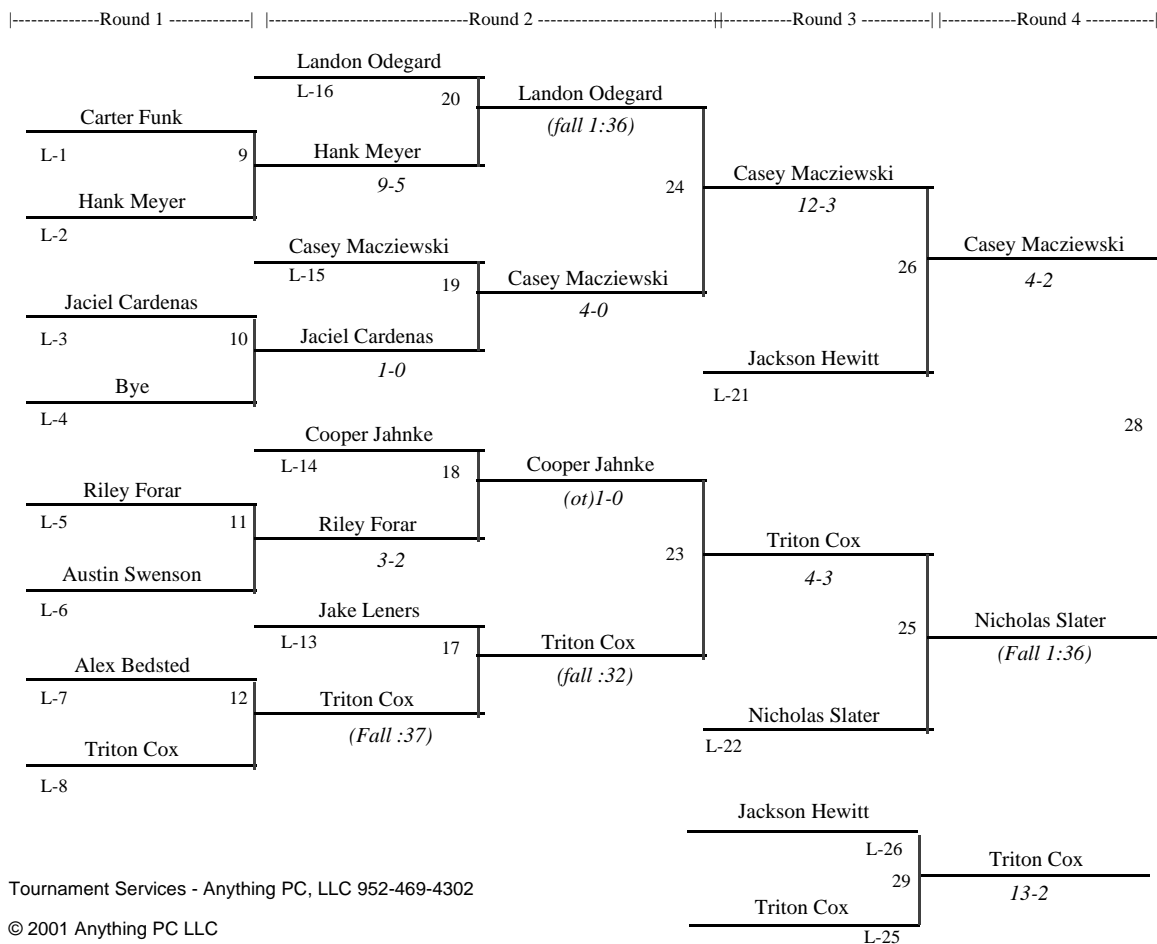 |-------------Round 1 -------------| |--------------------------------Round 2 ----------------------------++-------------Round 3 -----------| |------------Round 4 -----------|
Landon Odegard
L-16
20
Landon Odegard
(fall 1:36)
Carter Funk
L-1
9
Hank Meyer
9-5
Hank Meyer
L-2
24
Casey Macziewski
12-3
Casey Macziewski
L-15
19
Casey Macziewski
4-0
26
Casey Macziewski
4-2
Jaciel Cardenas
L-3
10
Jaciel Cardenas
1-0
Bye
L-4
Jackson Hewitt
L-21
28
Cooper Jahnke
L-14
18
Cooper Jahnke
(ot)1-0
Riley Forar
L-5
11
Riley Forar
3-2
Austin Swenson
L-6
23
Triton Cox
4-3
Jake Leners
L-13
17
Triton Cox
(fall :32)
25
Nicholas Slater
(Fall 1:36)
Alex Bedsted
L-7
12
Triton Cox
(Fall :37)
Triton Cox
L-8
Nicholas Slater
L-22
Jackson Hewitt
L-26
29
Triton Cox
13-2
Triton Cox
L-25
Tournament Services - Anything PC, LLC 952-469-4302
© 2001 Anything PC LLC